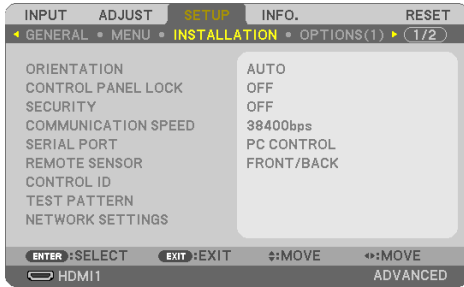 INPUT ADJUST SETUP INFO. RESET
GENERAL • MENU • INSTALLATION • OPTIONS(1) 1/2
ORIENTATION AUTO
CONTROL PANEL LOCK OFF
SECURITY OFF
COMMUNICATION SPEED 38400bps
SERIAL PORT PC CONTROL
REMOTE SENSOR FRONT/BACK
CONTROL ID
TEST PATTERN
NETWORK SETTINGS
ENTER :SELECT EXIT :EXIT :MOVE :MOVE
HDMI1 ADVANCED